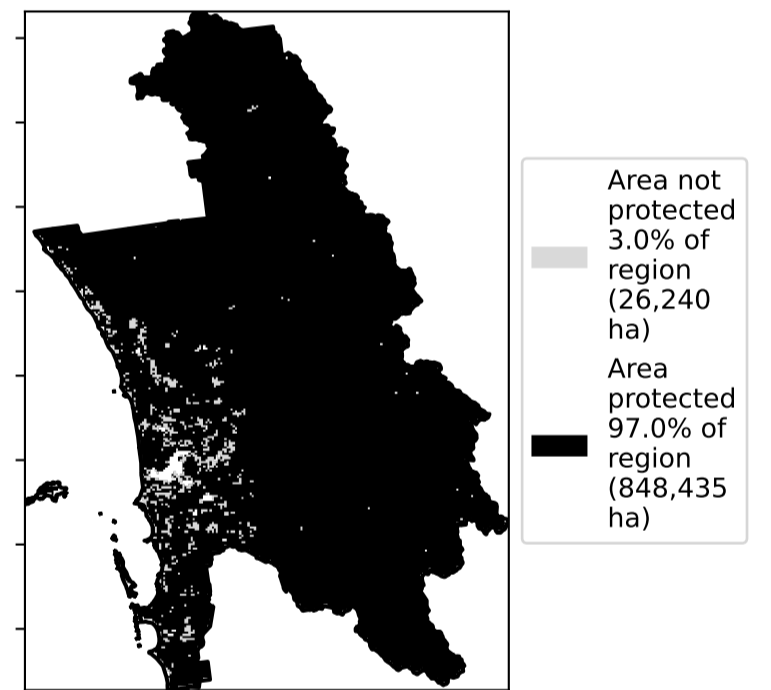 Area not
protected
3.0% of
region
(26,240
ha)
Area
protected
97.0% of
region
(848,435
ha)